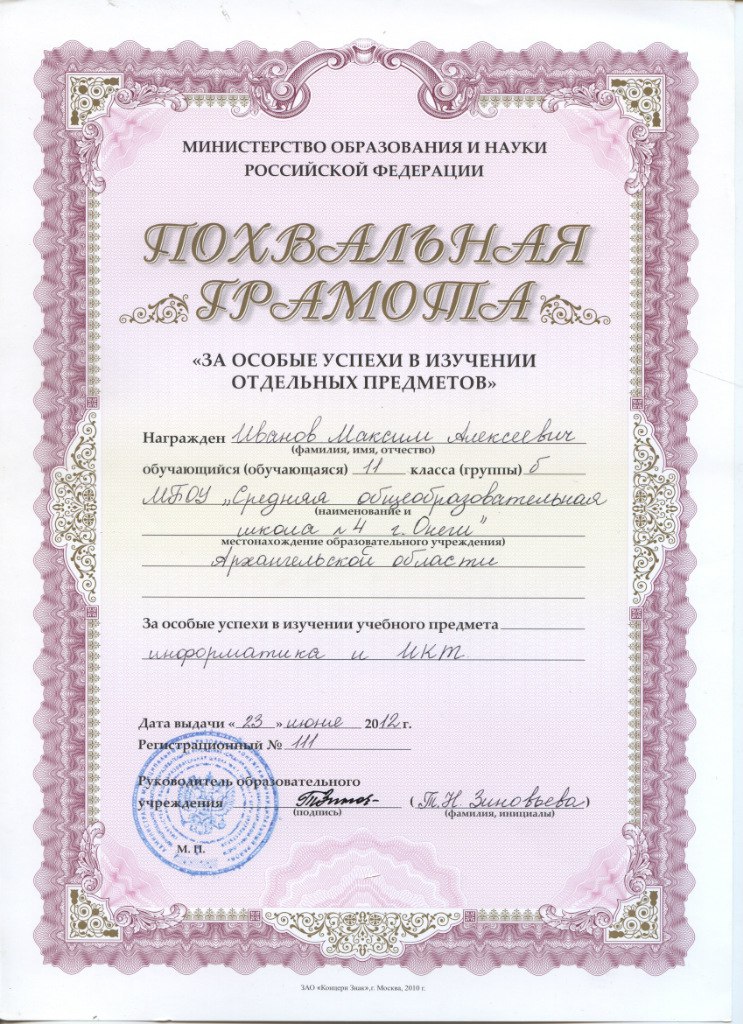 МИНИСТЕРСТВО ОБРАЗОВАНИЯ И НАУКИ
РОССИЙСКОЙ ФЕДЕРАЦИИ
ПОХВАЛЬНАЯ
ГРАМОТА
«ЗА ОСОБЫЕ УСПЕХИ В ИЗУЧЕНИИ
ОТДЕЛЬНЫХ ПРЕДМЕТОВ»
Награжден Иванов Максим Алексеевич
(фамилия, имя, отчество)
обучающийся (обучающаяся) 11 класса (группы) б
МБОУ „Средняя общеобразовательная
(наименование и
школа №4 г. Онеги"
местонахождение образовательного учреждения)
Архангельской области
За особые успехи в изучении учебного предмета
информатика и ИКТ.
Дата выдачи « 23 » июня 2012 г.
Регистрационный № 111
Руководитель образовательного
учреждения ( Т.Н. Зиновьева )
(подпись) (фамилия, инициалы)
М. П.
ЗАО «Концерн Знак», г. Москва, 2010 г.